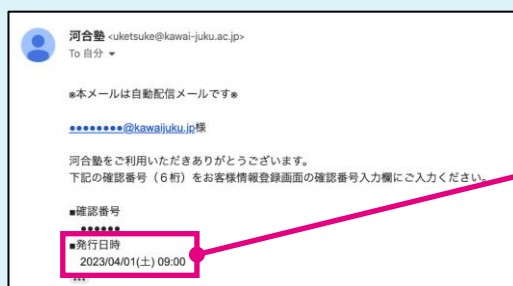 河合塾 <uketsuke@kawai-juku.ac.jp>
To 自分
※本メールは自動配信メールです※
●●●●●●●●@kawaijuku.jp様
河合塾をご利用いただきありがとうございます。
下記の確認番号(6桁)をお客様情報登録画面の確認番号入力欄にご入力ください。
■確認番号
●●●●●●
■発行日時
2023/04/01(土) 09:00
•••